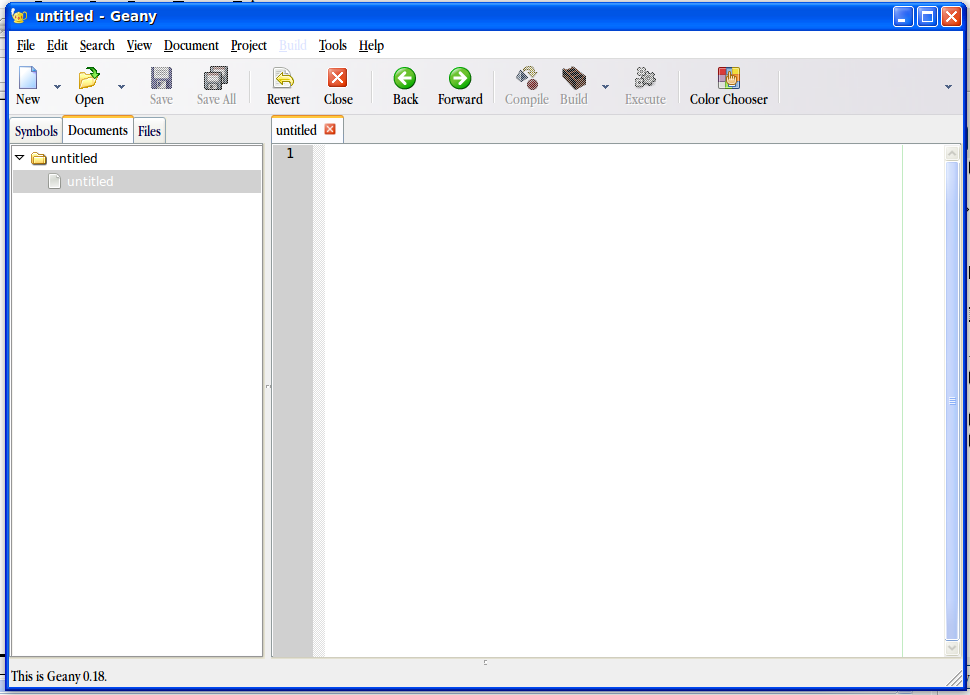 untitled - Geany
File Edit Search View Document Project Build Tools Help
New Open Save Save All Revert Close Back Forward Compile Build Execute Color Chooser
Symbols Documents Files untitled
untitled 1
untitled
This is Geany 0.18.